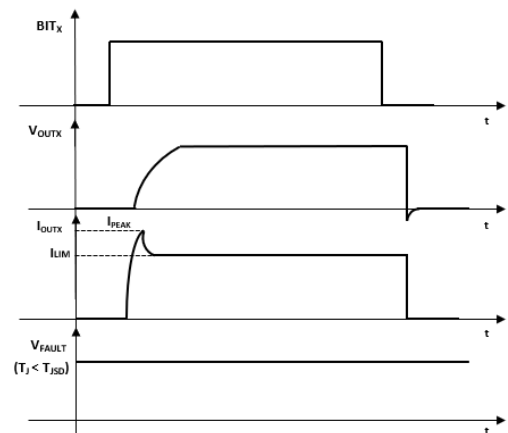 BITX
t
VOUTX
t
IOUTX
IPEAK
ILIM
t
VFAULT
(TJ < TJSD)
t